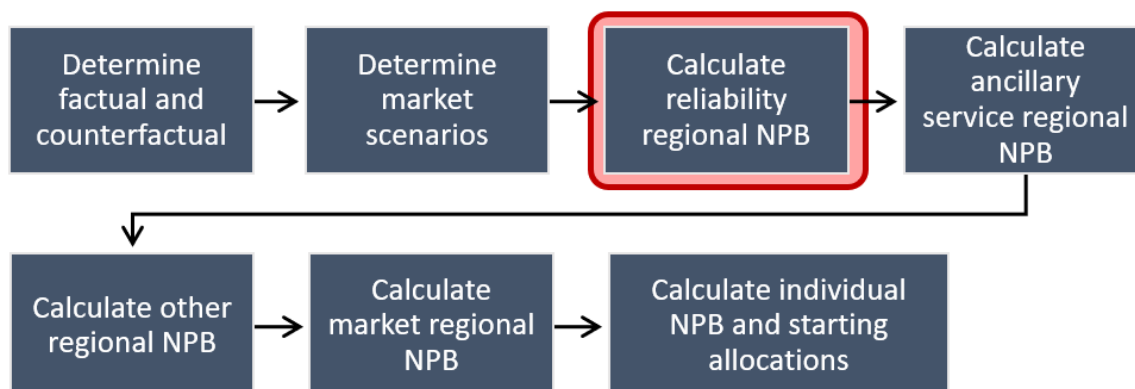 Determine
factual and
counterfactual
Determine
market
scenarios
Calculate
reliability
regional NPB
Calculate
ancillary
service regional
NPB
Calculate other
regional NPB
Calculate
market regional
NPB
Calculate individual
NPB and starting
allocations